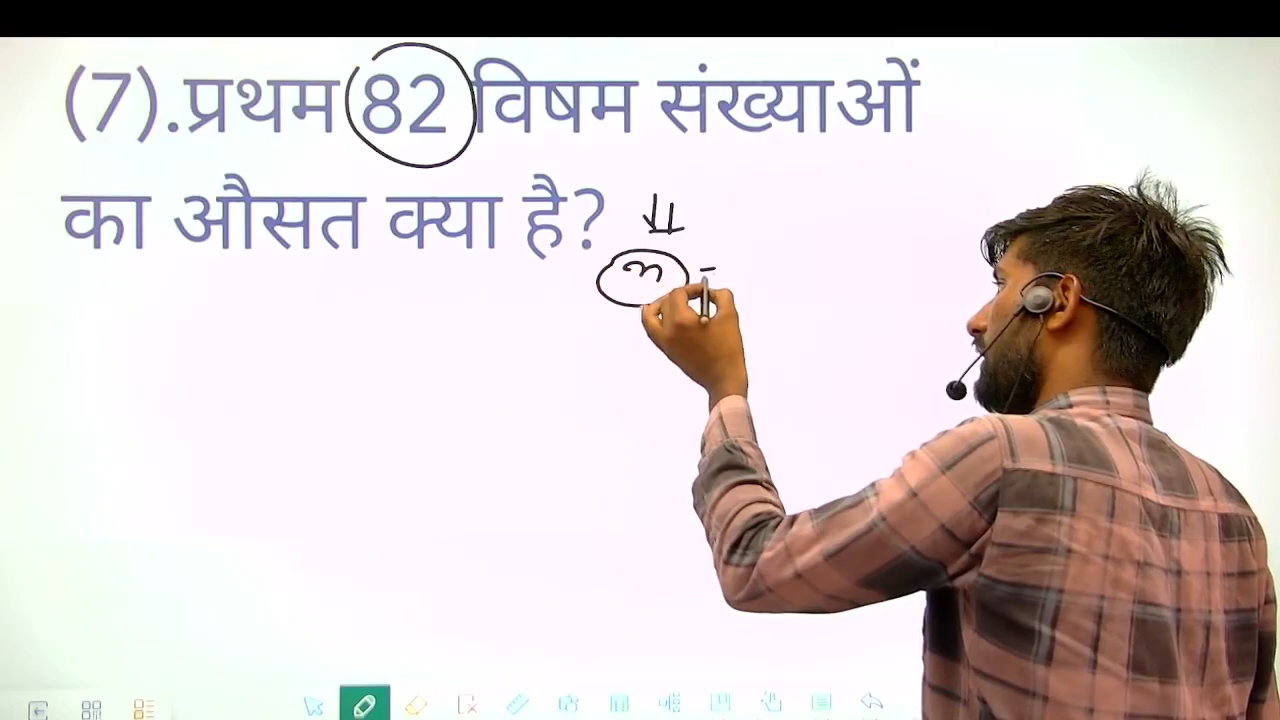 (7).प्रथम 82 विषम संख्याओं
का औसत क्या है?
n =